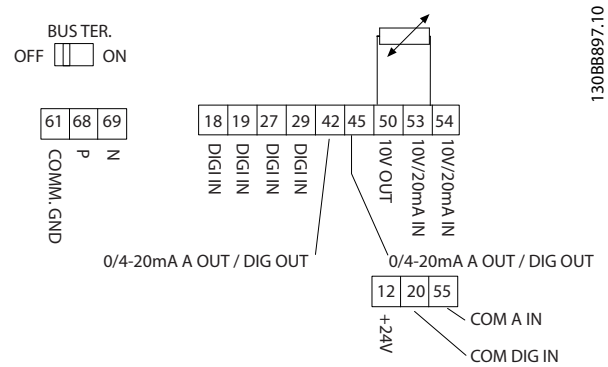 BUS TER.
OFF ON
130BB897.10
61 68 69
COMM. GND
P
N
18 19 27 29 42 45 50 53 54
DIGI IN
DIGI IN
DIGI IN
DIGI IN
10V OUT
10V/20mA IN
10V/20mA IN
0/4-20mA A OUT / DIG OUT
0/4-20mA A OUT / DIG OUT
12 20 55
+24V
COM A IN
COM DIG IN